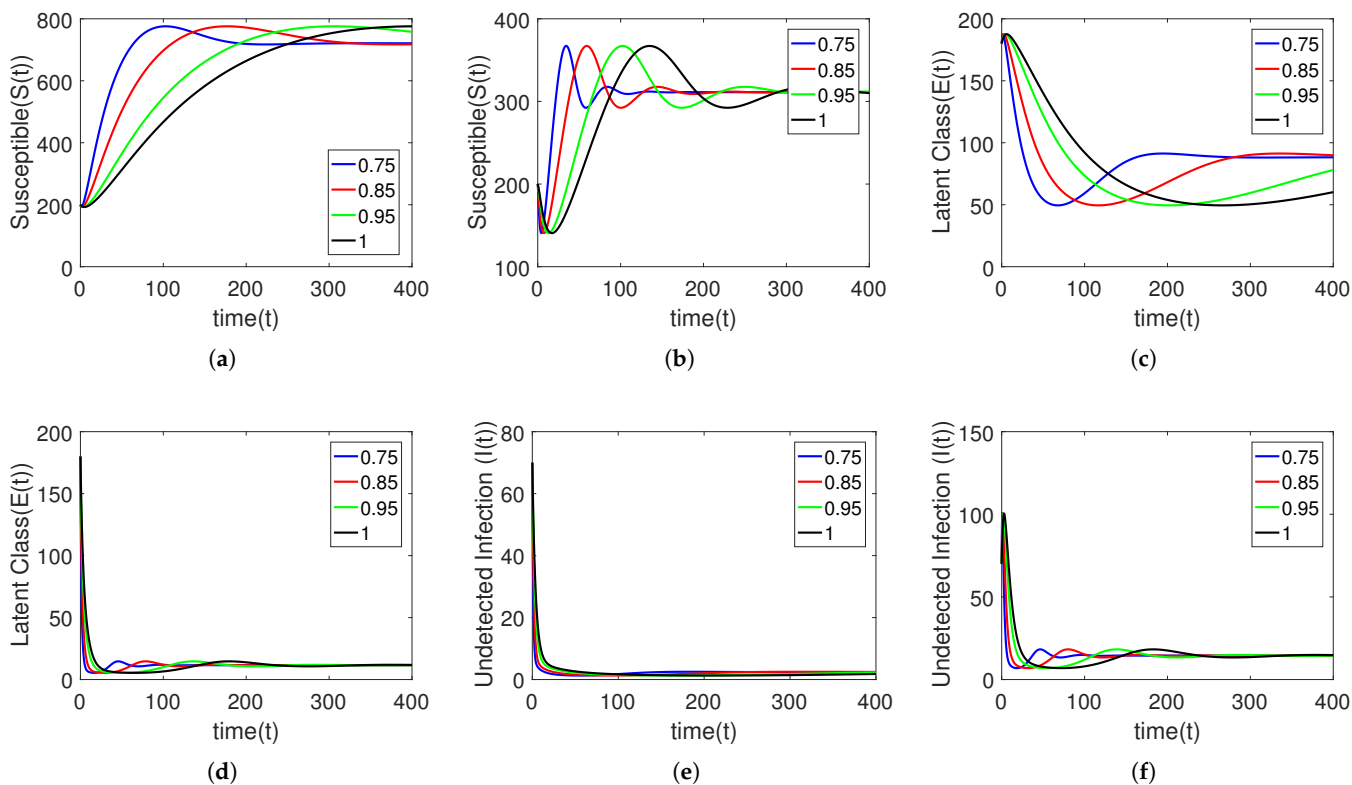 Susceptible(S(t))
800
600
400
200
0
0 100 200 300 400
time(t)
0.75
0.85
0.95
1
(a)
Susceptible(S(t))
400
300
200
100
0 100 200 300 400
time(t)
0.75
0.85
0.95
1
(b)
Latent Class(E(t))
200
150
100
50
0
0 100 200 300 400
time(t)
0.75
0.85
0.95
1
(c)
Latent Class(E(t))
200
150
100
50
0
0 100 200 300 400
time(t)
0.75
0.85
0.95
1
(d)
Undetected Infection (I(t))
80
60
40
20
0
0 100 200 300 400
time(t)
0.75
0.85
0.95
1
(e)
Undetected Infection (I(t))
150
100
50
0
0 100 200 300 400
time(t)
0.75
0.85
0.95
1
(f)